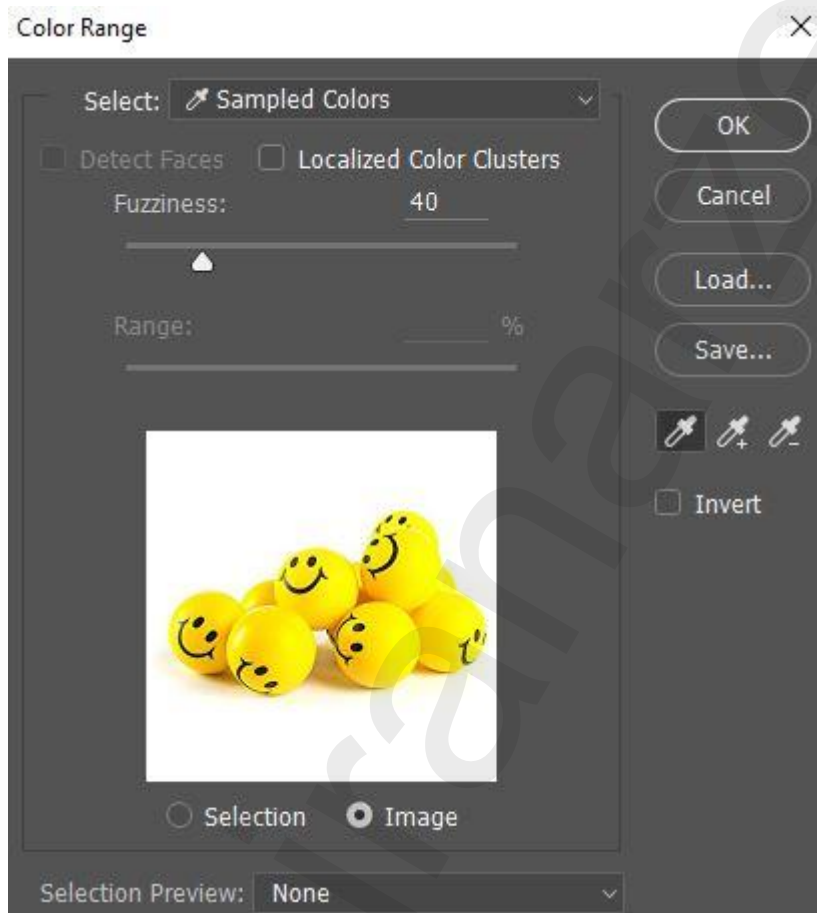 Color Range
Select: Sampled Colors
Detect Faces Localized Color Clusters
Fuzziness: 40
Range: %
Selection Image
Selection Preview: None
OK
Cancel
Load...
Save...
Invert